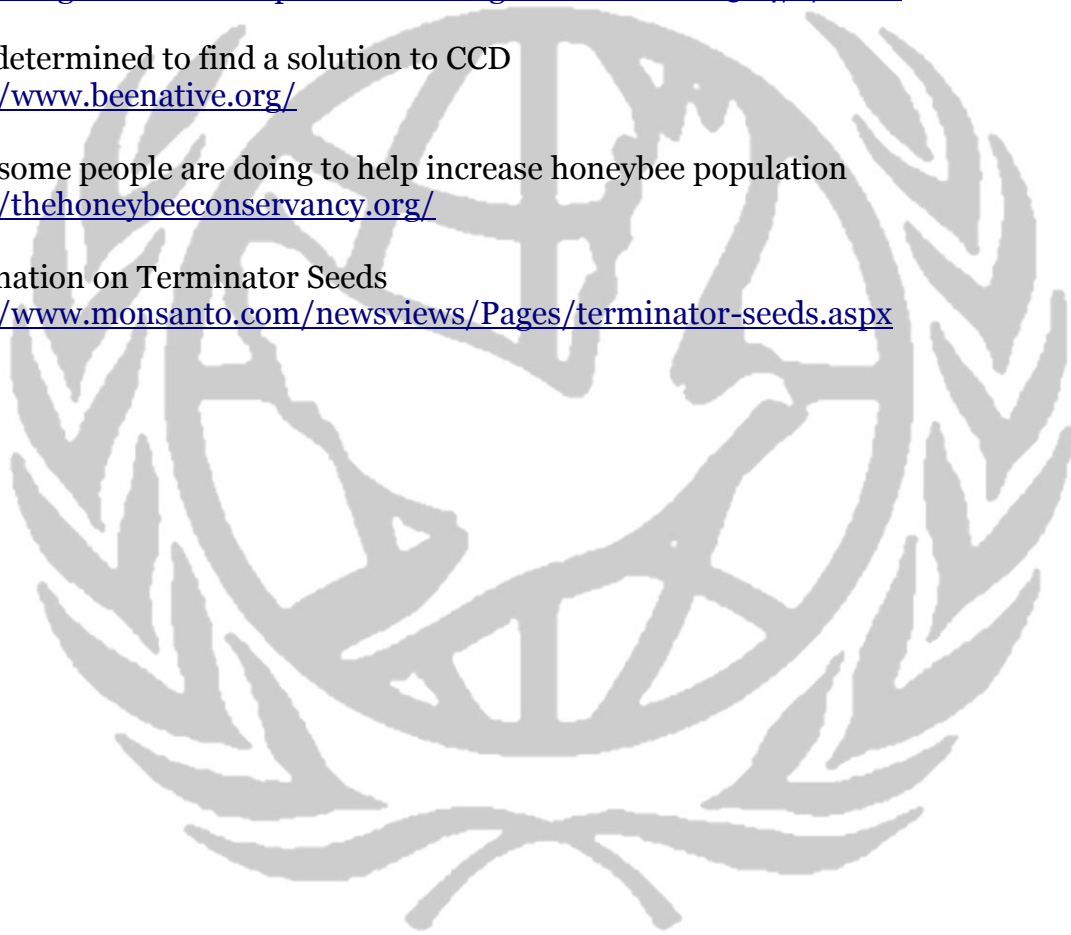 determined to find a solution to CCD
/www.beenative.org/
some people are doing to help increase honeybee population
/thehoneybeeconservancy.org/
mation on Terminator Seeds
/www.monsanto.com/newsviews/Pages/terminator-seeds.aspx